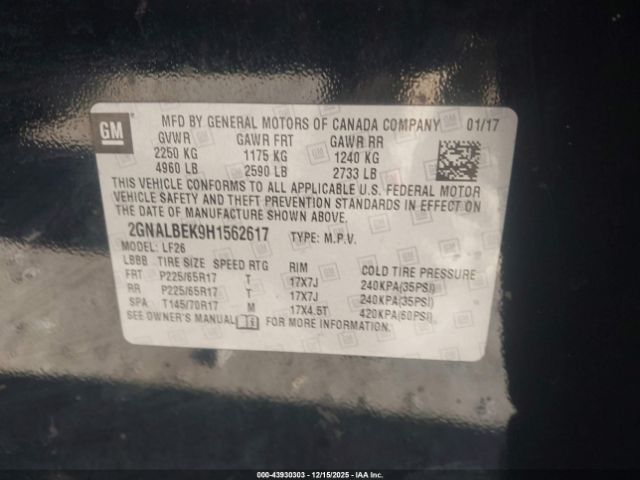 GM
MFD BY GENERAL MOTORS OF CANADA COMPANY 01/17
GVWR GAWR FRT GAWR RR
2250 KG 1175 KG 1240 KG
4960 LB 2590 LB 2733 LB
THIS VEHICLE CONFORMS TO ALL APPLICABLE U.S. FEDERAL MOTOR
VEHICLE SAFETY AND THEFT PREVENTION STANDARDS IN EFFECT ON
THE DATE OF MANUFACTURE SHOWN ABOVE.
2GNALBEK9H1562617 TYPE: M.P.V.
MODEL: LF26
LBBB TIRE SIZE SPEED RTG RIM COLD TIRE PRESSURE
FRT P225/65R17 T 17X7J 240KPA(35PSI)
RR P225/65R17 T 17X7J 240KPA(35PSI)
SPA T145/70R17 M 17X4.5T 420KPA(60PSI)
SEE OWNER'S MANUAL FOR MORE INFORMATION.
000-43930303 - 12/15/2025 - IAA Inc.